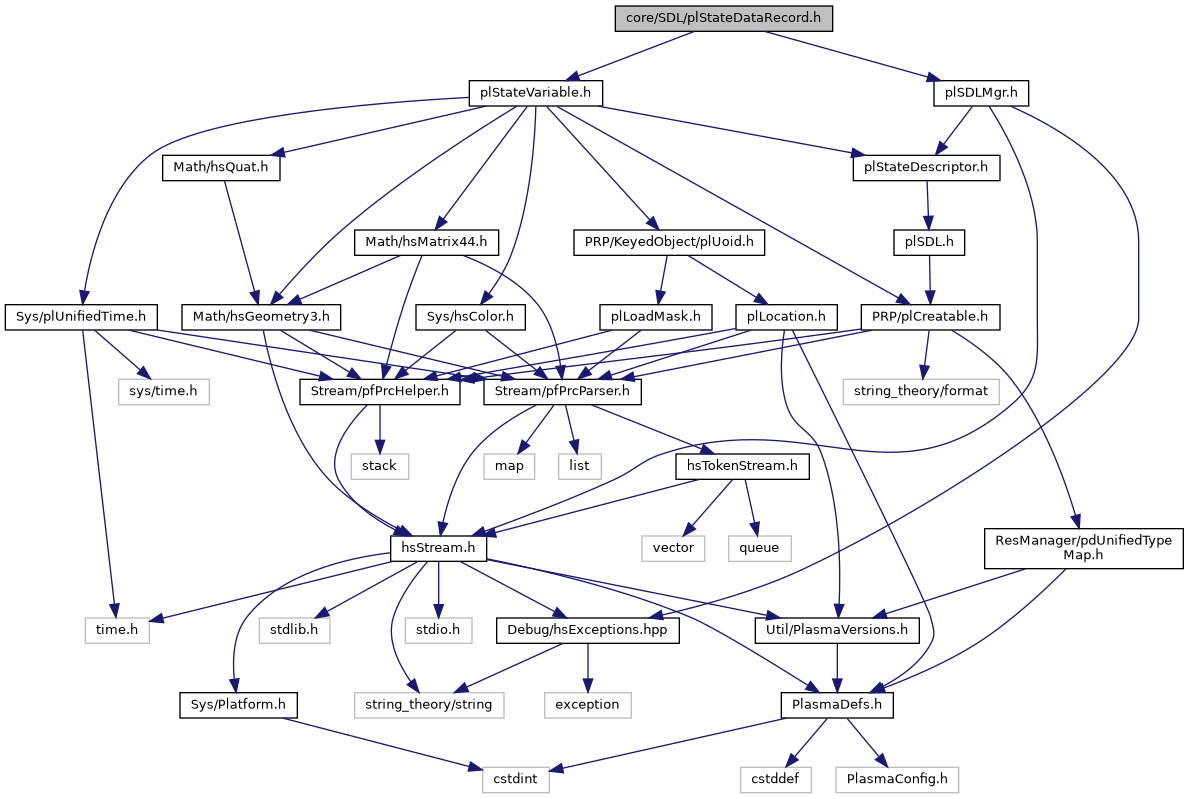 core/SDL/plStateDataRecord.h
plStateVariable.h
plSDLMgr.h
Math/hsQuat.h
plStateDescriptor.h
Math/hsMatrix44.h
PRP/KeyedObject/plUoid.h
plSDL.h
Sys/plUnifiedTime.h
Math/hsGeometry3.h
Sys/hsColor.h
plLoadMask.h
plLocation.h
PRP/plCreatable.h
sys/time.h
Stream/pfPrcHelper.h
Stream/pfPrcParser.h
string_theory/format
stack
map
list
hsTokenStream.h
hsStream.h
vector
queue
ResManager/pdUnifiedType
Map.h
time.h
stdlib.h
stdio.h
Debug/hsExceptions.hpp
Util/PlasmaVersions.h
Sys/Platform.h
string_theory/string
exception
PlasmaDefs.h
cstdint
cstddef
PlasmaConfig.h